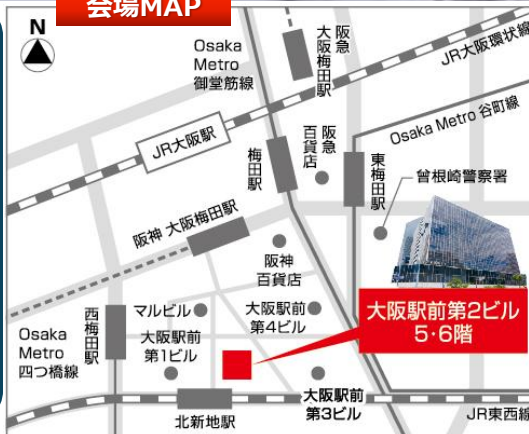 会場MAP
N
Osaka
Metro
御堂筋線
阪急
大阪梅田駅
JR大阪環状線
JR大阪駅
梅田駅
阪急
百貨店
Osaka Metro 谷町線
東梅田駅
曾根崎警察署
阪神 大阪梅田駅
阪神
百貨店
西梅田駅
マルビル
大阪駅前
第4ビル
大阪駅前第2ビル
5・6階
Osaka
Metro
四つ橋線
大阪駅前
第1ビル
北新地駅
大阪駅前
第3ビル
JR東西線